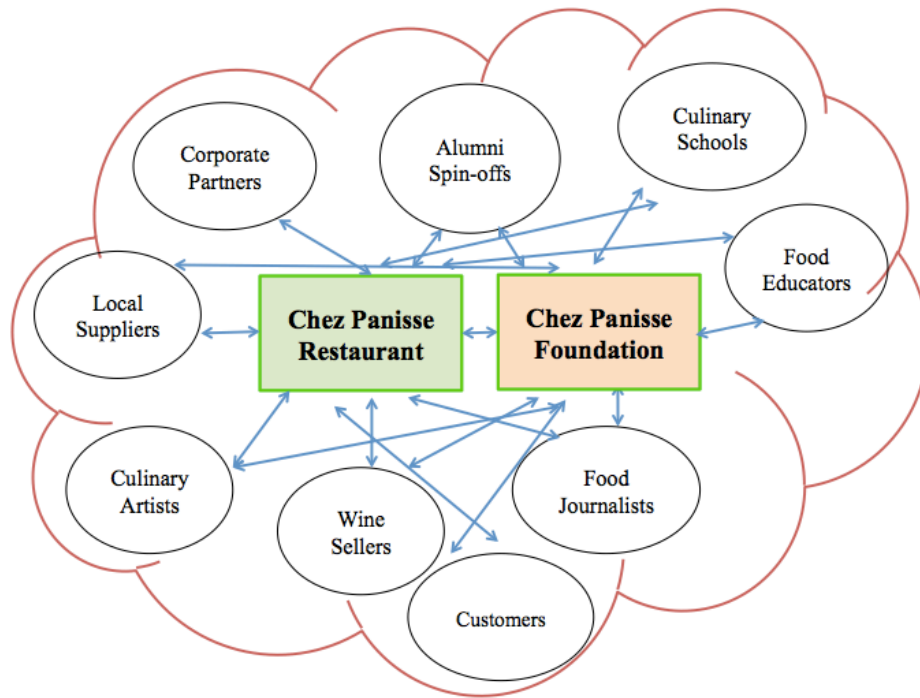 Culinary
Schools
Alumni
Spin-offs
Corporate
Partners
Food
Educators
Local
Suppliers
Chez Panisse
Restaurant
Chez Panisse
Foundation
Culinary
Artists
Wine
Sellers
Food
Journalists
Customers